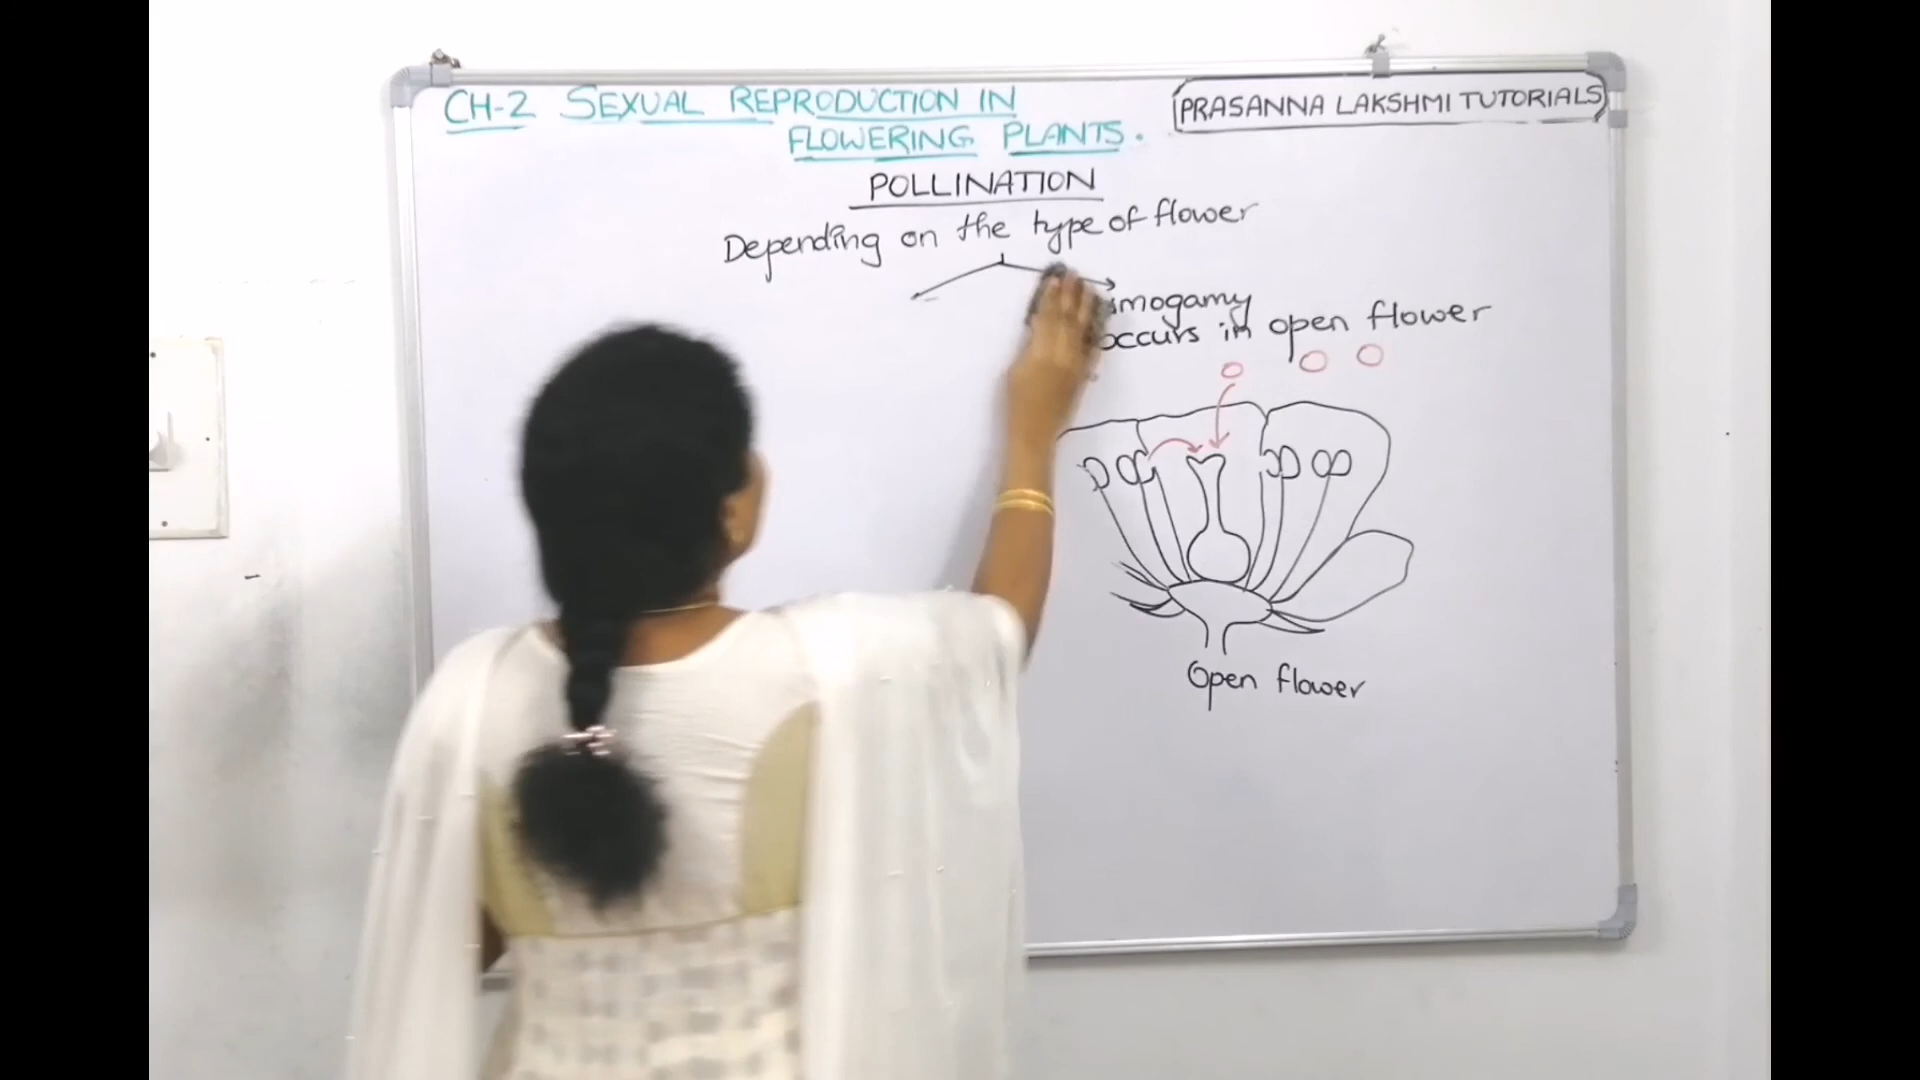 CH-2 SEXUAL REPRODUCTION IN
FLOWERING PLANTS.
PRASANNA LAKSHMI TUTORIALS
POLLINATION
Depending on the type of flower
smogamy
occurs in open flower
Open flower